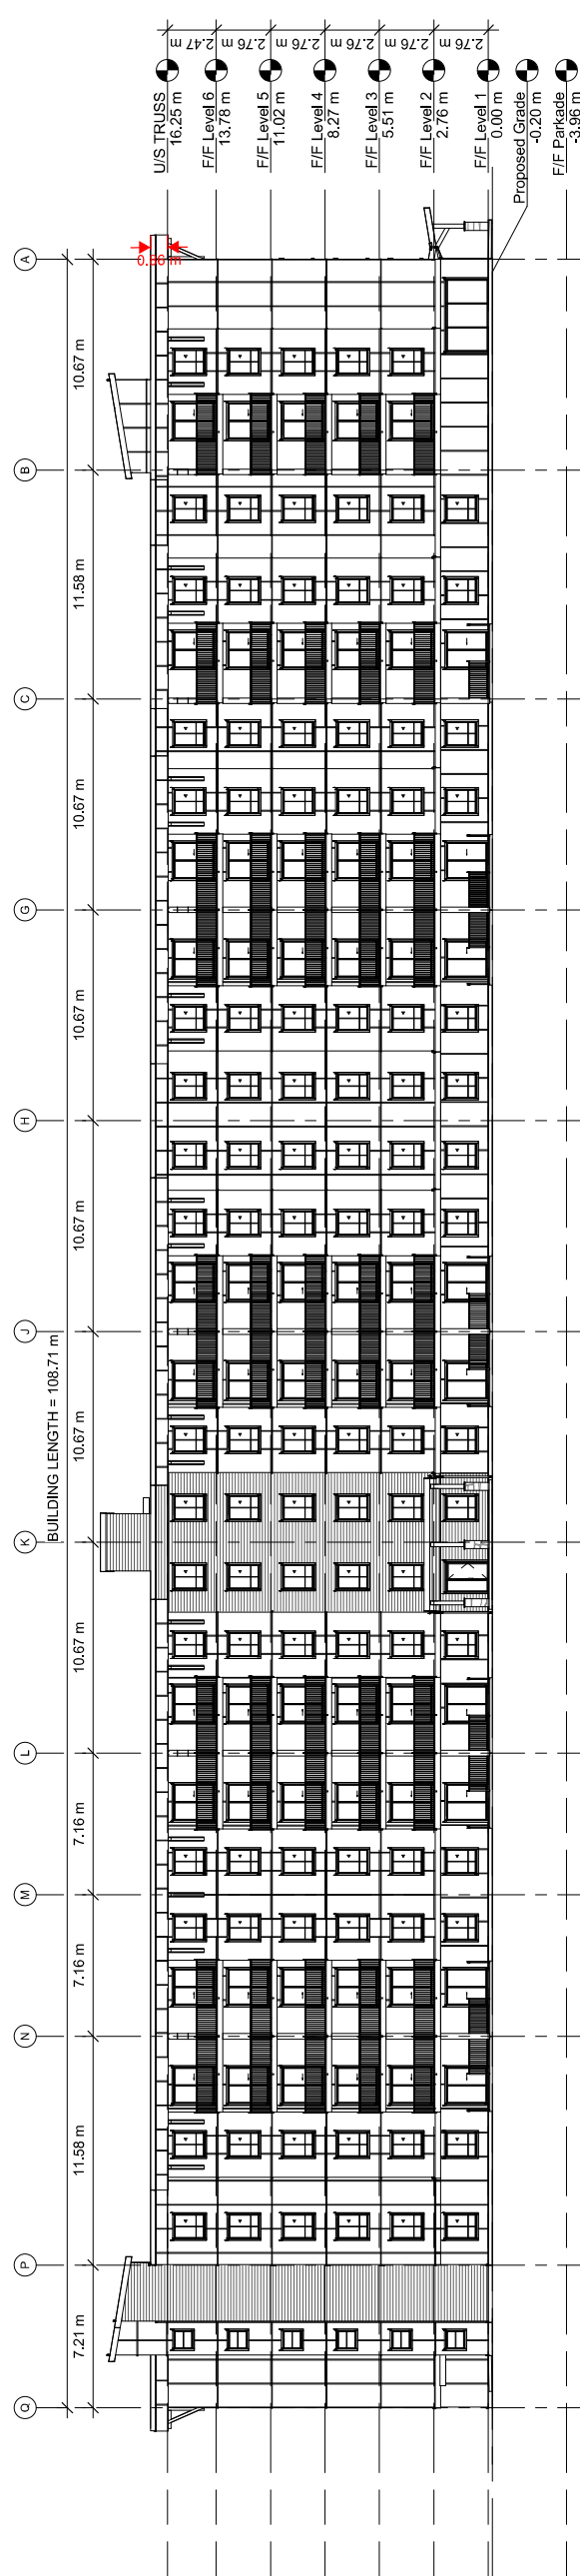 2.47 m
2.76 m
2.76 m
2.76 m
2.76 m
2.76 m
U/S TRUSS
16.25 m
F/F Level 6
13.78 m
F/F Level 5
11.02 m
F/F Level 4
8.27 m
F/F Level 3
5.51 m
F/F Level 2
2.76 m
F/F Level 1
0.00 m
Proposed Grade
-0.20 m
F/F Parkade
-3.96 m
A
10.67 m
B
11.58 m
C
10.67 m
G
10.67 m
H
10.67 m
J
BUILDING LENGTH = 108.71 m
10.67 m
K
10.67 m
L
7.16 m
M
7.16 m
N
11.58 m
P
7.21 m
Q